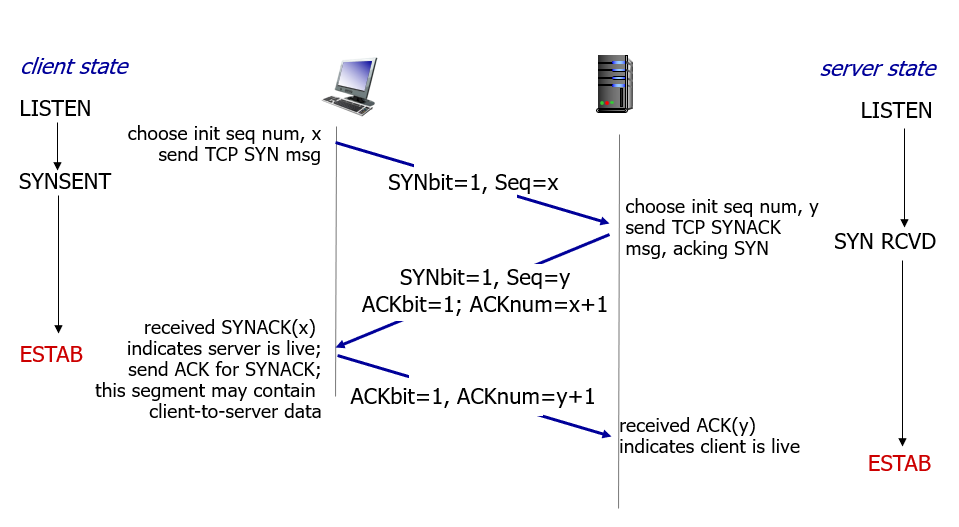 client state
server state
LISTEN
LISTEN
choose init seq num, x
send TCP SYN msg
SYNSENT
SYNbit=1, Seq=x
choose init seq num, y
send TCP SYNACK
msg, acking SYN
SYN RCVD
SYNbit=1, Seq=y
ACKbit=1; ACKnum=x+1
received SYNACK(x)
indicates server is live;
send ACK for SYNACK;
this segment may contain
client-to-server data
ESTAB
ACKbit=1, ACKnum=y+1
received ACK(y)
indicates client is live
ESTAB